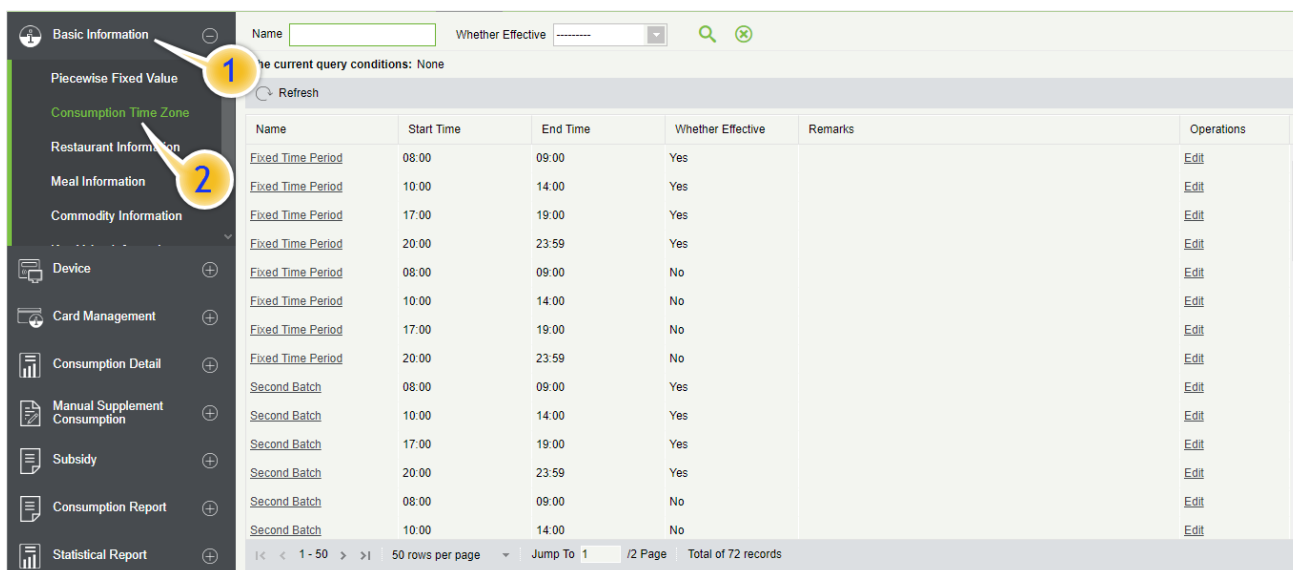 Basic Information
Piecewise Fixed Value
Consumption Time Zone
Restaurant Information
Meal Information
Commodity Information
Device
Card Management
Consumption Detail
Manual Supplement
Consumption
Subsidy
Consumption Report
Statistical Report
1
2
Name Whether Effective ---------
he current query conditions: None
Refresh
Name Start Time End Time Whether Effective Remarks Operations
Fixed Time Period 08:00 09:00 Yes Edit
Fixed Time Period 10:00 14:00 Yes Edit
Fixed Time Period 17:00 19:00 Yes Edit
Fixed Time Period 20:00 23:59 Yes Edit
Fixed Time Period 08:00 09:00 No Edit
Fixed Time Period 10:00 14:00 No Edit
Fixed Time Period 17:00 19:00 No Edit
Fixed Time Period 20:00 23:59 No Edit
Second Batch 08:00 09:00 Yes Edit
Second Batch 10:00 14:00 Yes Edit
Second Batch 17:00 19:00 Yes Edit
Second Batch 20:00 23:59 Yes Edit
Second Batch 08:00 09:00 No Edit
Second Batch 10:00 14:00 No Edit
|< < 1 - 50 > >| 50 rows per page Jump To 1 /2 Page Total of 72 records